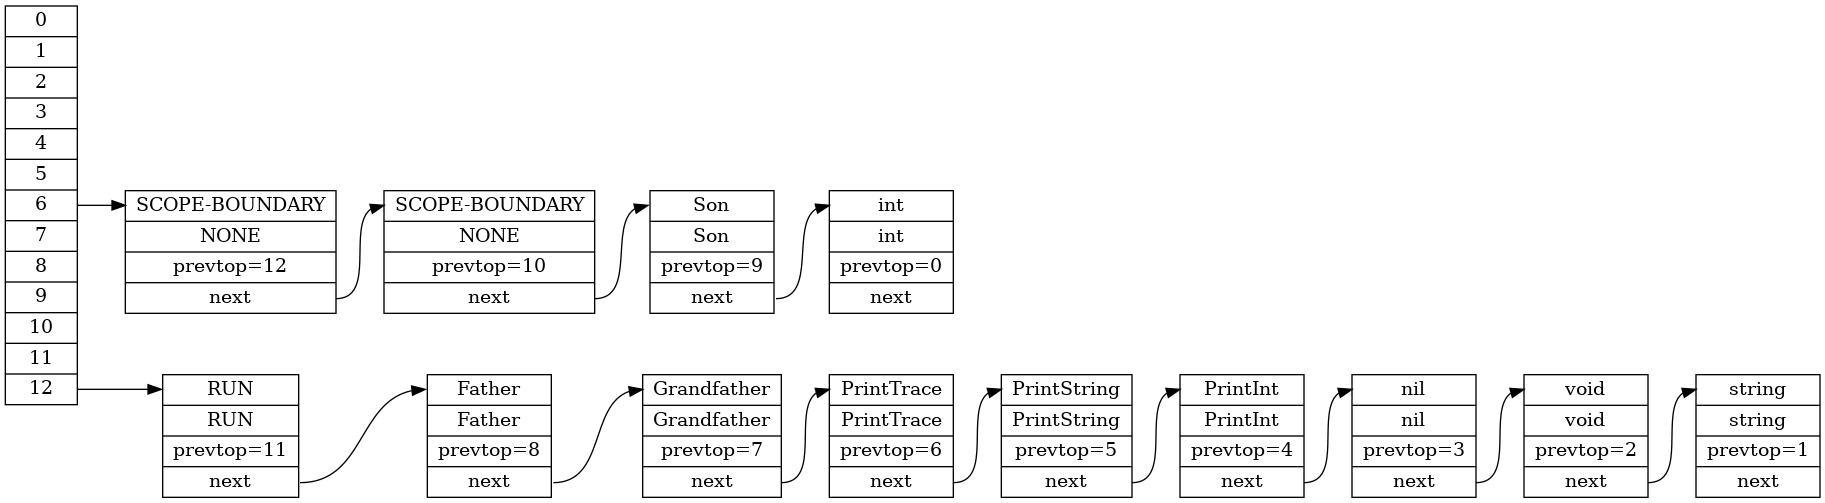 0
1
2
3
4
5
6
7
8
9
10
11
12
SCOPE-BOUNDARY
NONE
prevtop=12
next
SCOPE-BOUNDARY
NONE
prevtop=10
next
Son
Son
prevtop=9
next
int
int
prevtop=0
next
RUN
RUN
prevtop=11
next
Father
Father
prevtop=8
next
Grandfather
Grandfather
prevtop=7
next
PrintTrace
PrintTrace
prevtop=6
next
PrintString
PrintString
prevtop=5
next
PrintInt
PrintInt
prevtop=4
next
nil
nil
prevtop=3
next
void
void
prevtop=2
next
string
string
prevtop=1
next